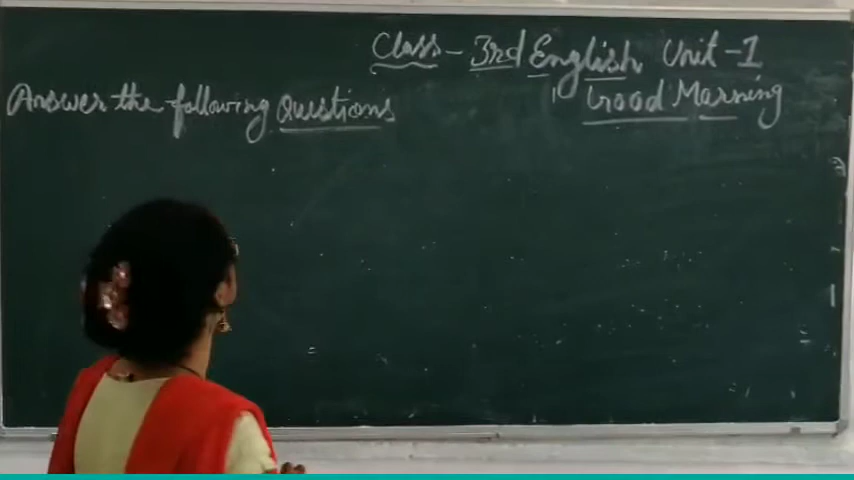 Class - 3rd English Unit - 1
Good Morning
Answer the following Questions